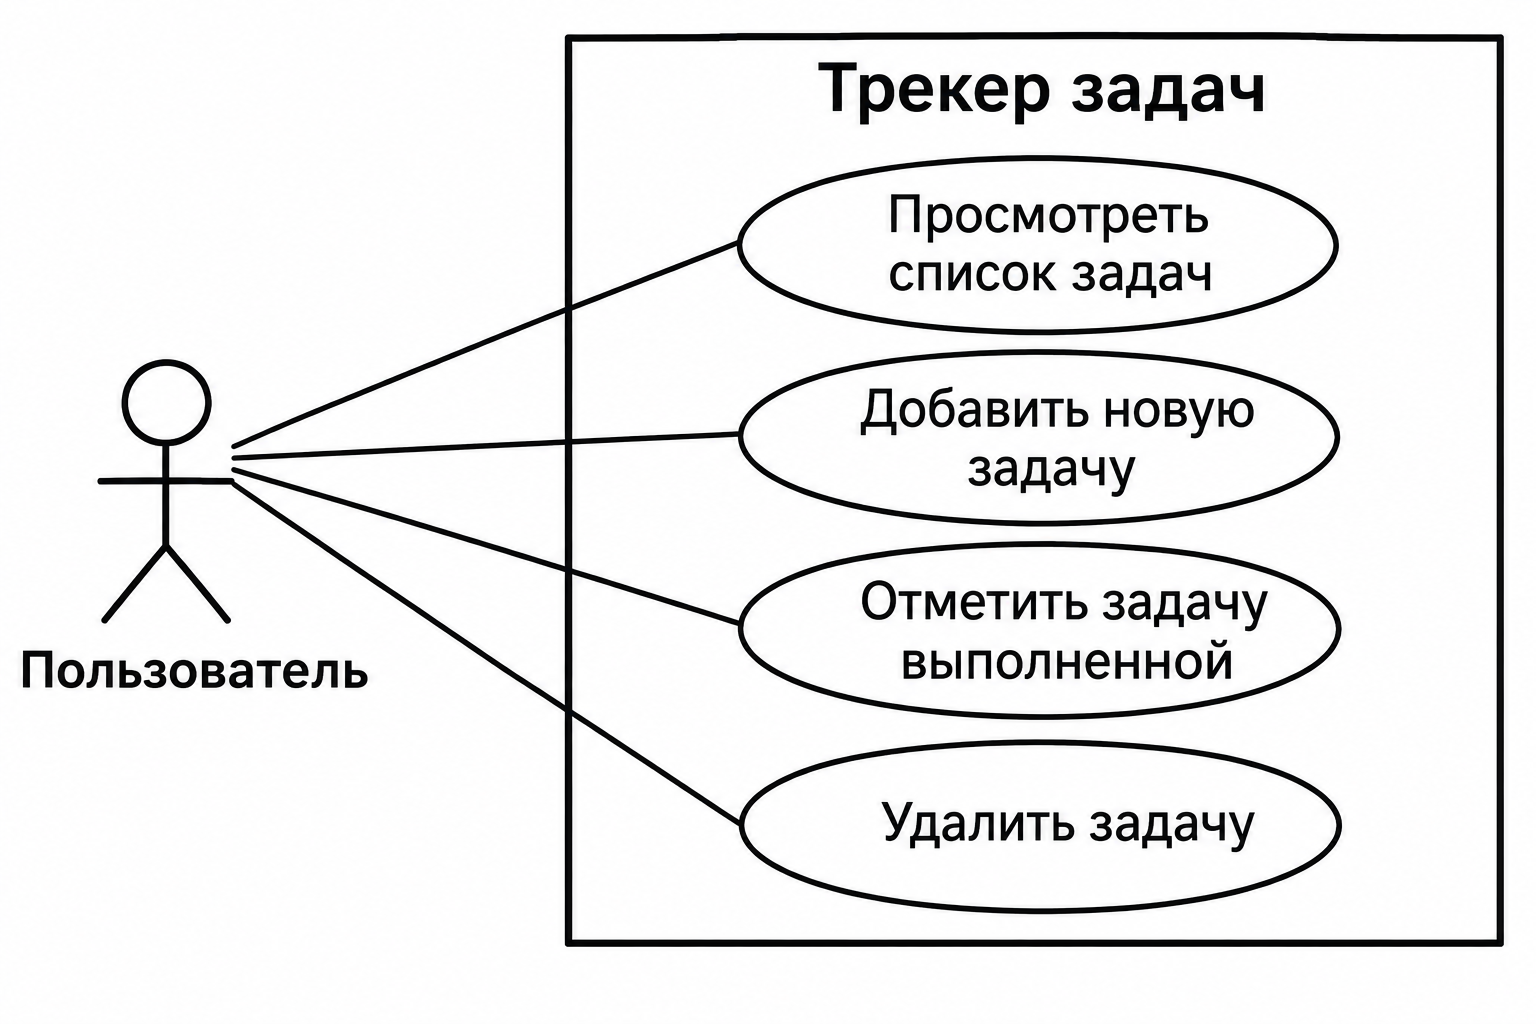 Трекер задач
Просмотреть
список задач
Добавить новую
задачу
Отметить задачу
выполненной
Удалить задачу
Пользователь